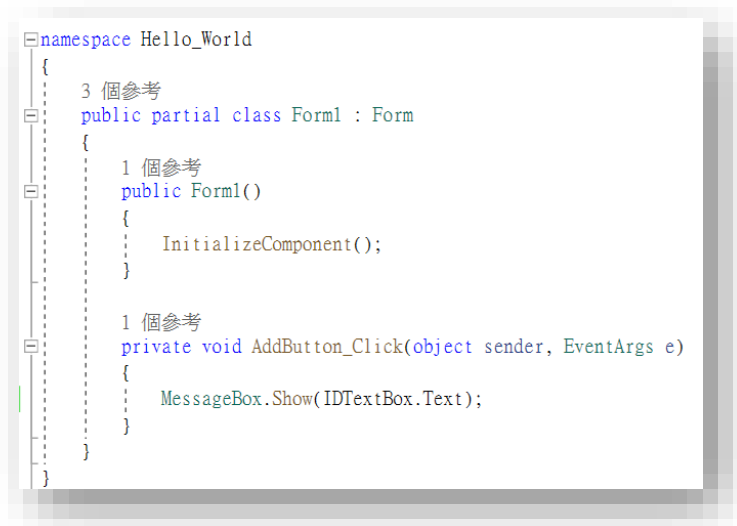 namespace Hello_World
{
3 個參考
public partial class Form1 : Form
{
1 個參考
public Form1()
{
InitializeComponent();
}
1 個參考
private void AddButton_Click(object sender, EventArgs e)
{
MessageBox.Show(IDTextBox.Text);
}
}
}